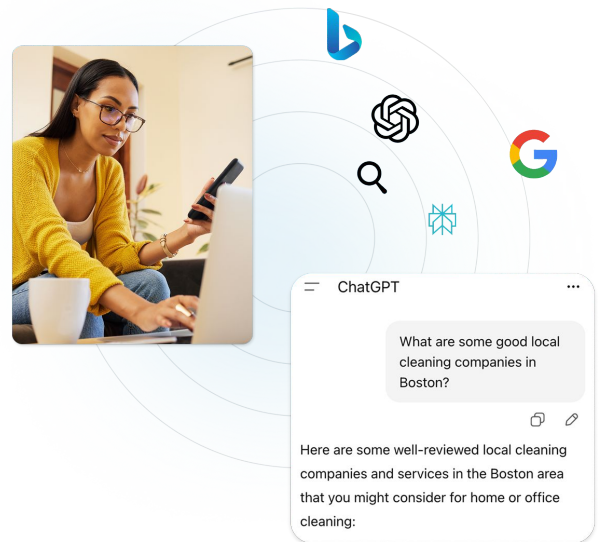 ChatGPT
What are some good local
cleaning companies in
Boston?
Here are some well-reviewed local cleaning
companies and services in the Boston area
that you might consider for home or office
cleaning: